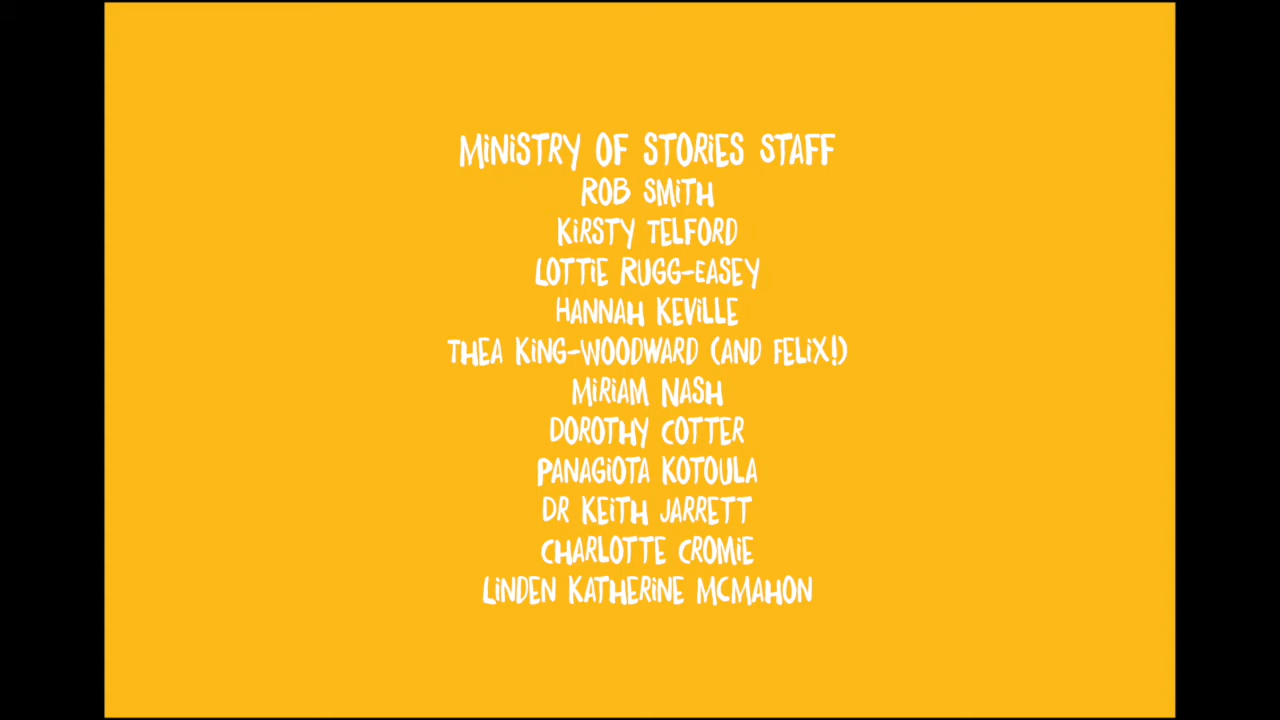 MINISTRY OF STORIES STAFF
ROB SMITH
KIRSTY TELFORD
LOTTIE RUGG-EASEY
HANNAH KEVILLE
THEA KING-WOODWARD (AND FELIX!)
MIRIAM NASH
DOROTHY COTTER
PANAGIOTA KOTOULA
DR KEITH JARRETT
CHARLOTTE CROMIE
LINDEN KATHERINE MCMAHON